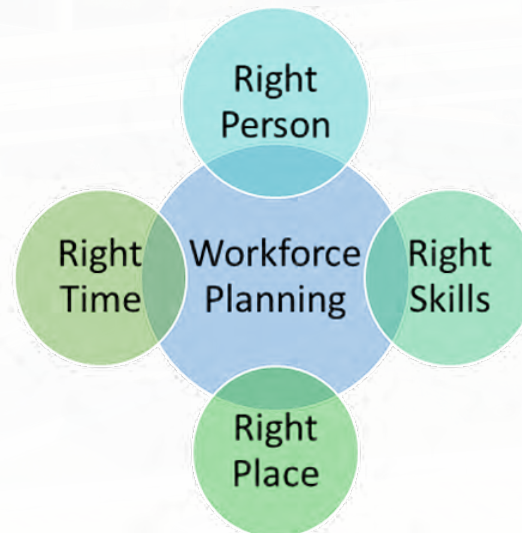 Right
Person
Right
Time
Workforce
Planning
Right
Skills
Right
Place